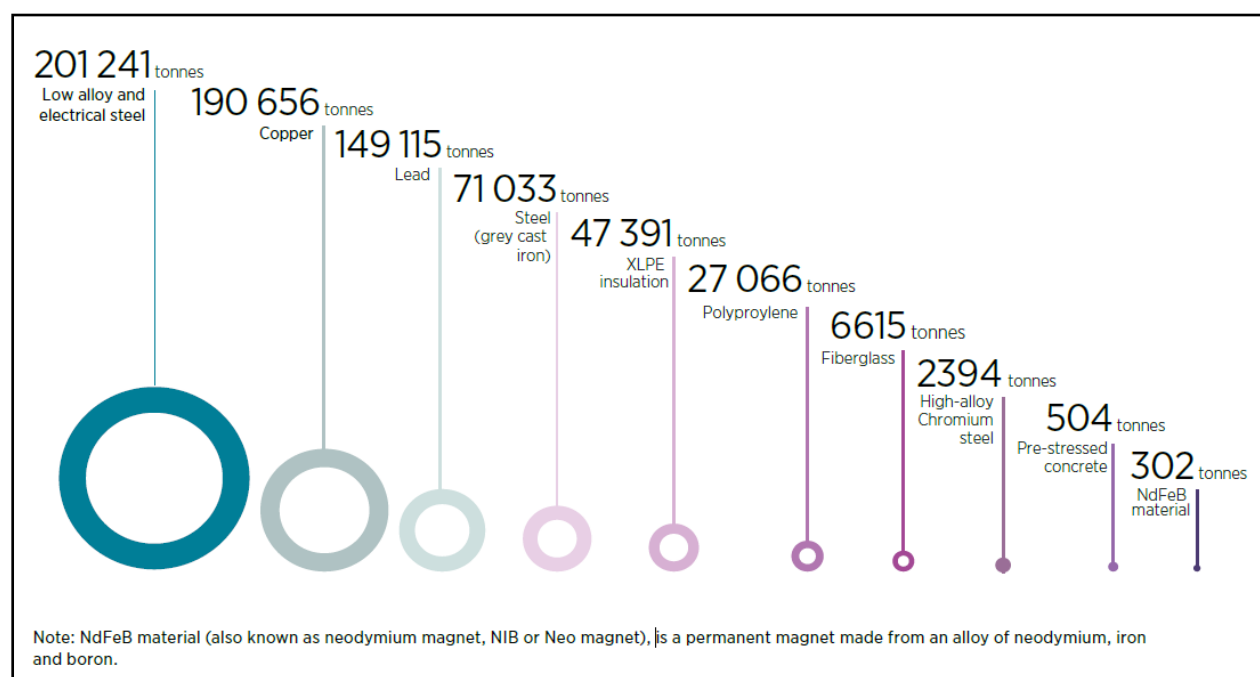 201 241 tonnes
Low alloy and
electrical steel
190 656 tonnes
Copper
149 115 tonnes
Lead
71 033 tonnes
Steel
(grey cast
iron)
47 391 tonnes
XLPE
insulation
27 066 tonnes
Polyproylene
6615 tonnes
Fiberglass
2394 tonnes
High-alloy
Chromium
steel
504 tonnes
Pre-stressed
concrete
302 tonnes
NdFeB
material
Note: NdFeB material (also known as neodymium magnet, NIB or Neo magnet), is a permanent magnet made from an alloy of neodymium, iron
and boron.